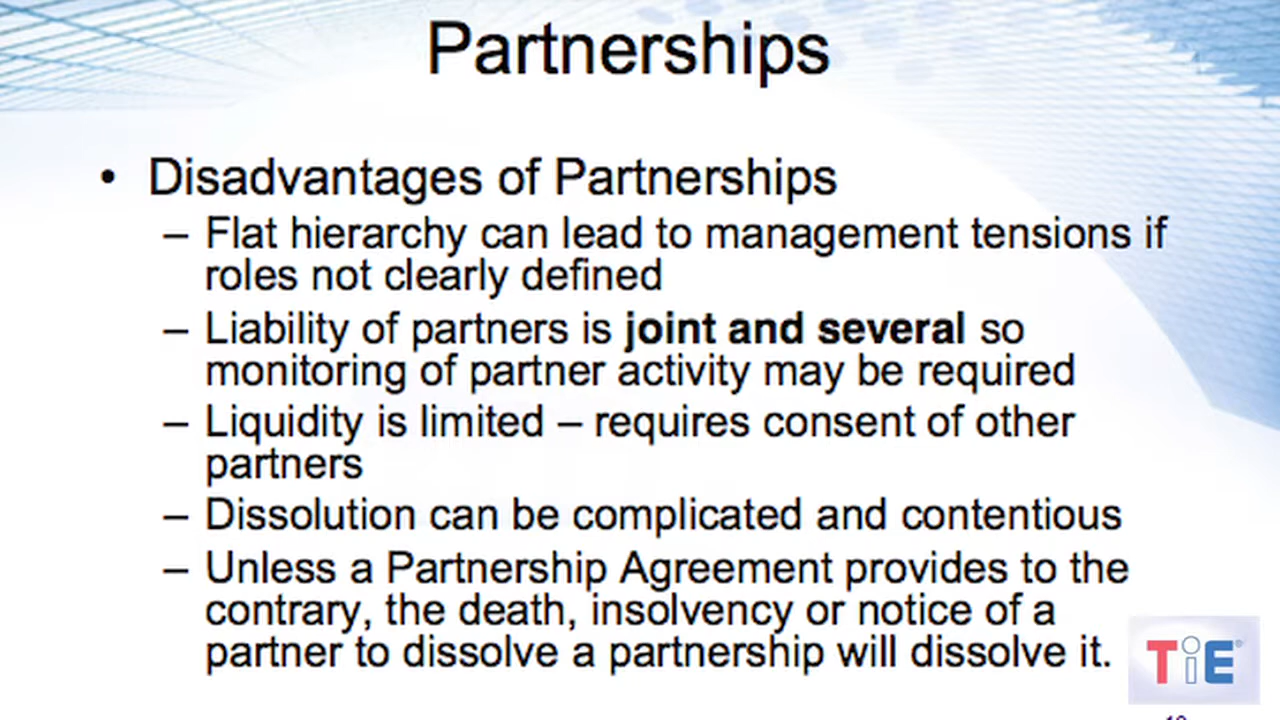 Partnerships
• Disadvantages of Partnerships
– Flat hierarchy can lead to management tensions if
roles not clearly defined
– Liability of partners is joint and several so
monitoring of partner activity may be required
– Liquidity is limited – requires consent of other
partners
– Dissolution can be complicated and contentious
– Unless a Partnership Agreement provides to the
contrary, the death, insolvency or notice of a
partner to dissolve a partnership will dissolve it.
TiE®